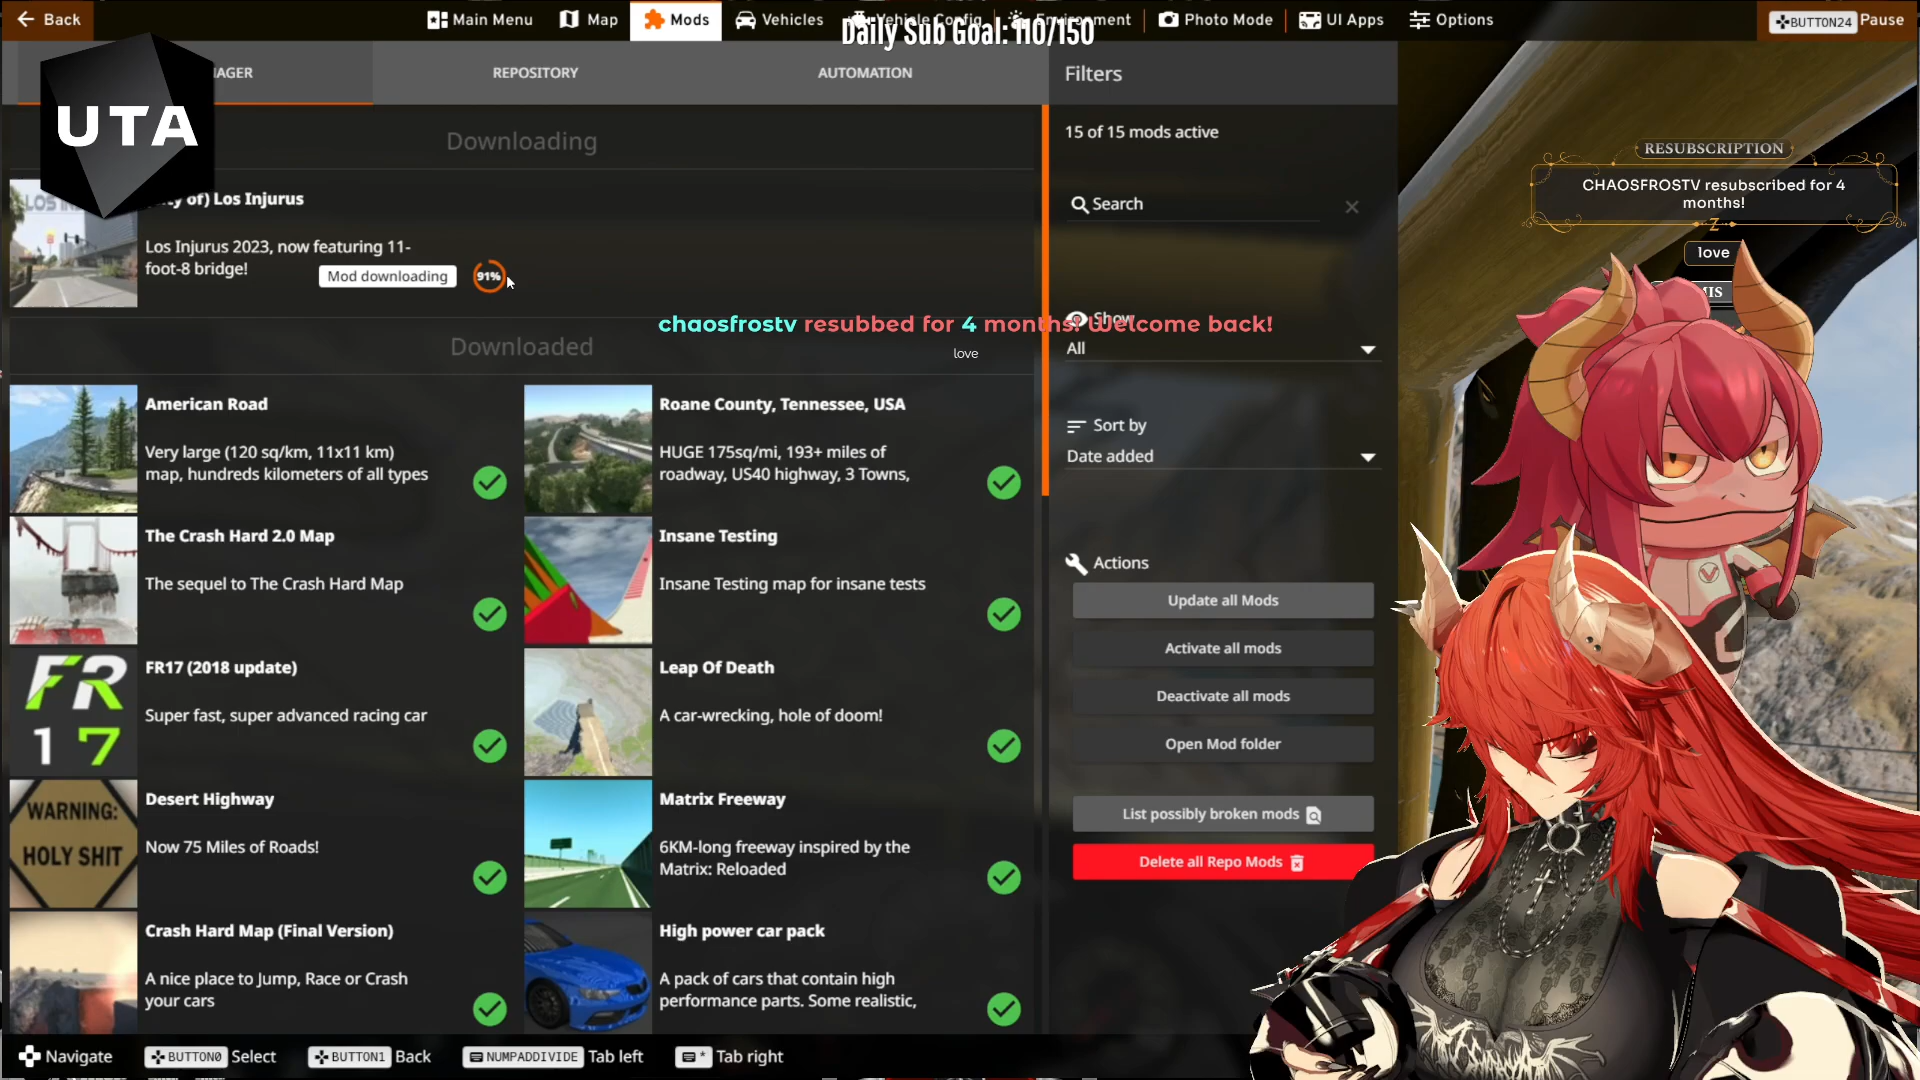 Back
Main Menu
Map
Mods
Vehicles
Vehicle Config
Environment
Photo Mode
UI Apps
Options
BUTTON24 Pause
Daily Sub Goal: 110/150
UTA
AGER
REPOSITORY
AUTOMATION
Filters
Downloading
y of) Los Injurus
Los Injurus 2023, now featuring 11-
foot-8 bridge!
Mod downloading
91%
15 of 15 mods active
Search
Show
All
chaosfrostv resubbed for 4 months! Welcome back!
love
Downloaded
American Road
Very large (120 sq/km, 11x11 km)
map, hundreds kilometers of all types
Roane County, Tennessee, USA
HUGE 175sq/mi, 193+ miles of
roadway, US40 highway, 3 Towns,
The Crash Hard 2.0 Map
The sequel to The Crash Hard Map
Insane Testing
Insane Testing map for insane tests
FR17 (2018 update)
Super fast, super advanced racing car
FR
17
Leap Of Death
A car-wrecking, hole of doom!
Desert Highway
Now 75 Miles of Roads!
WARNING:
HOLY SHIT
Matrix Freeway
6KM-long freeway inspired by the
Matrix: Reloaded
Crash Hard Map (Final Version)
A nice place to Jump, Race or Crash
your cars
High power car pack
A pack of cars that contain high
performance parts. Some realistic,
Sort by
Date added
Actions
Update all Mods
Activate all mods
Deactivate all mods
Open Mod folder
List possibly broken mods
Delete all Repo Mods
RESUBSCRIPTION
CHAOSFROSTV resubscribed for 4
months!
Z
love
Navigate
BUTTON0 Select
BUTTON1 Back
NUMPADDIVIDE Tab left
* Tab right